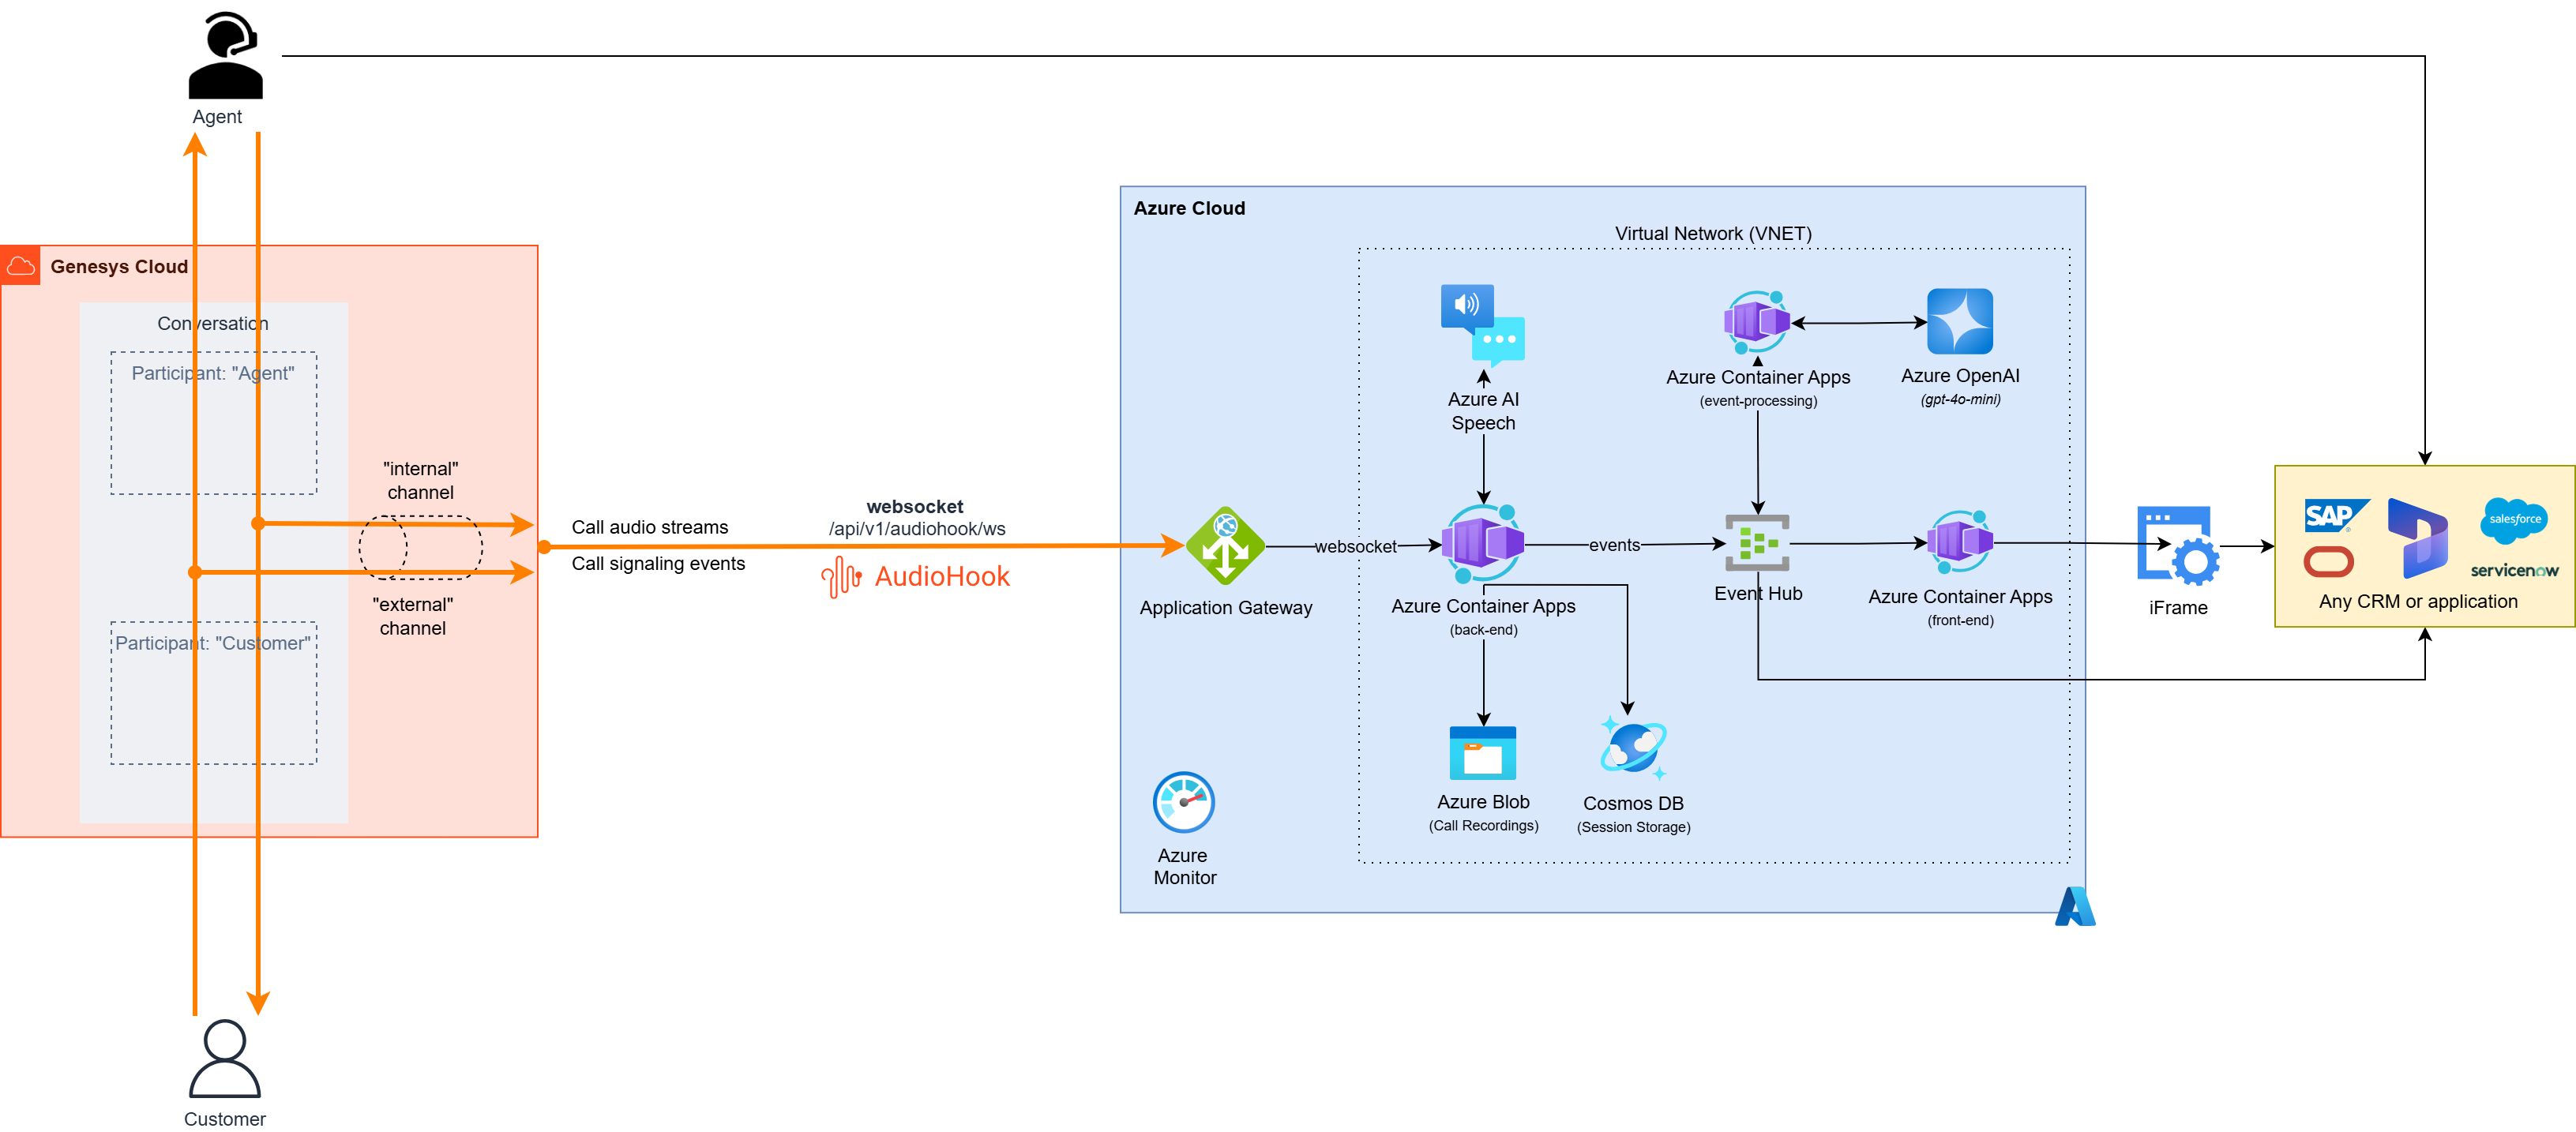 Agent
Azure Cloud
Virtual Network (VNET)
Genesys Cloud
Conversation
Participant: "Agent"
"internal"
channel
"external"
channel
Participant: "Customer"
Customer
Call audio streams
Call signaling events
websocket
/api/v1/audiohook/ws
AudioHook
Application Gateway
websocket
Azure AI
Speech
Azure Container Apps
(event-processing)
Azure OpenAI
(gpt-4o-mini)
Azure Container Apps
(back-end)
events
Event Hub
Azure Container Apps
(front-end)
Azure Blob
(Call Recordings)
Cosmos DB
(Session Storage)
Azure
Monitor
iFrame
SAP
salesforce
servicenow
Any CRM or application